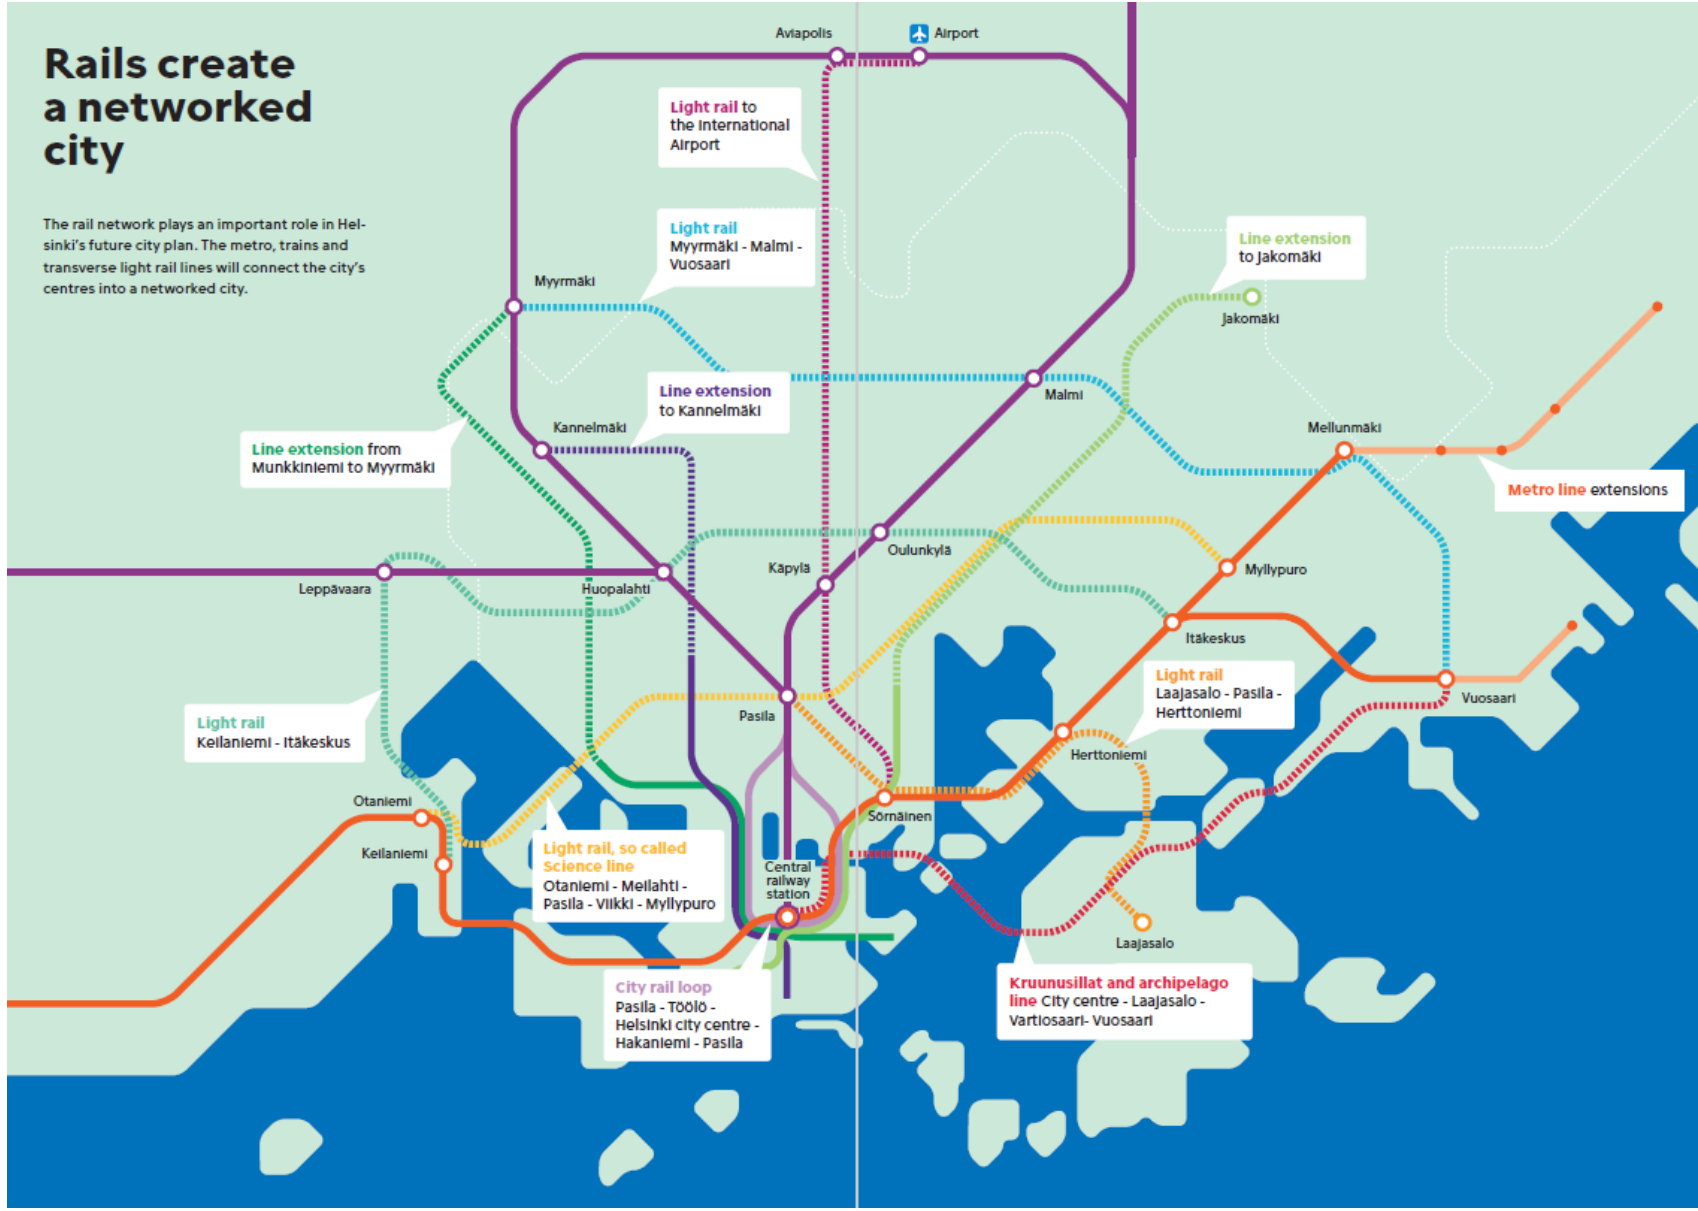 Rails create
a networked
city
The rail network plays an important role in Hel-
sinki's future city plan. The metro, trains and
transverse light rail lines will connect the city's
centres into a networked city.
Aviapolis
Airport
Light rail to
the International
Airport
Light rail
Myyrmäki - Malmi -
Vuosaari
Line extension
to Jakomäki
Myyrmäki
Jakomäki
Line extension
to Kannelmäki
Malmi
Kannelmäki
Mellunmäki
Line extension from
Munkkiniemi to Myyrmäki
Metro line extensions
Oulunkylä
Käpylä
Myllypuro
Leppävaara
Huopalahti
Itäkeskus
Light rail
Laajasalo - Pasila -
Herttoniemi
Vuosaari
Pasila
Light rail
Keilaniemi - Itäkeskus
Herttoniemi
Otaniemi
Sörnäinen
Keilaniemi
Light rail, so called
Science line
Otaniemi - Meilahti -
Pasila - Viikki - Myllypuro
Central
railway
station
Laajasalo
City rail loop
Pasila - Töölö -
Helsinki city centre -
Hakaniemi - Pasila
Kruunusillat and archipelago
line City centre - Laajasalo -
Vartiosaari- Vuosaari